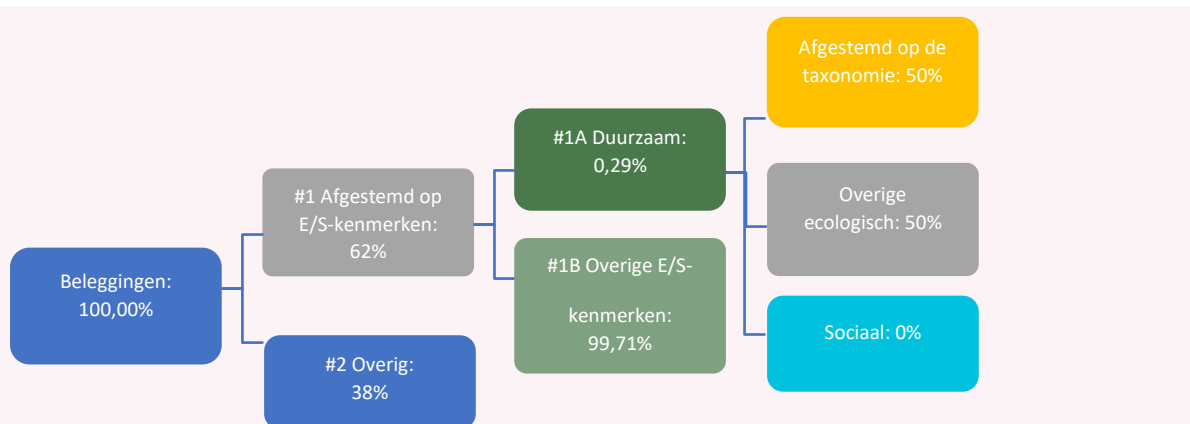 Beleggingen:
100,00%
#1 Afgestemd op
E/S-kenmerken:
62%
#2 Overig:
38%
#1A Duurzaam:
0,29%
#1B Overige E/S-
kenmerken:
99,71%
Afgestemd op de
taxonomie: 50%
Overige
ecologisch: 50%
Sociaal: 0%